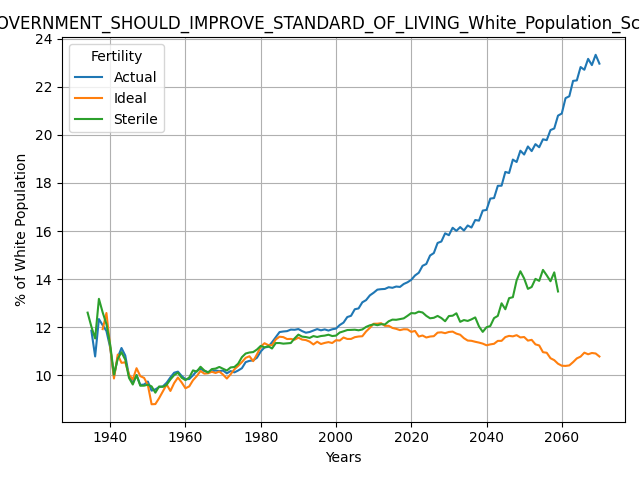 OVERNMENT_SHOULD_IMPROVE_STANDARD_OF_LIVING_White_Population_Sc
24
22
20
18
16
14
12
10
Fertility
Actual
Ideal
Sterile
% of White Population
1940 1960 1980 2000 2020 2040 2060
Years